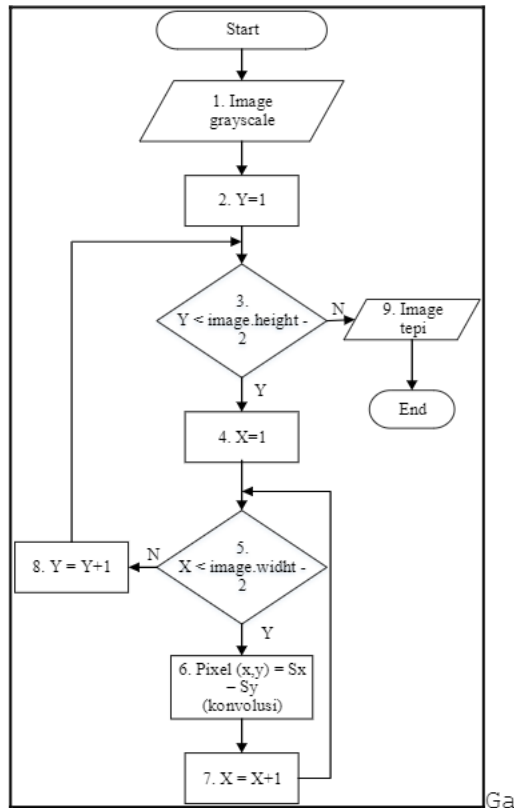 Start
1. Image
grayscale
2. Y=1
3.
Y < image.height -
2
N
9. Image
tepi
Y
End
4. X=1
5.
X < image.widht -
2
N
8. Y = Y+1
Y
6. Pixel (x,y) = Sx
– Sy
(konvolusi)
7. X = X+1
Ga